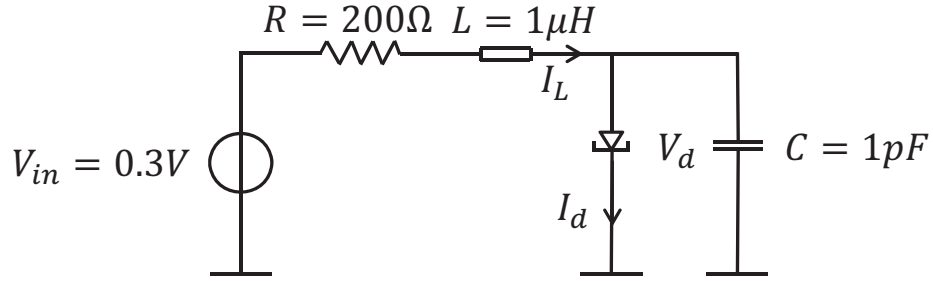 R = 200Ω L = 1μH
I_L
V_in = 0.3V
V_d
C = 1pF
I_d